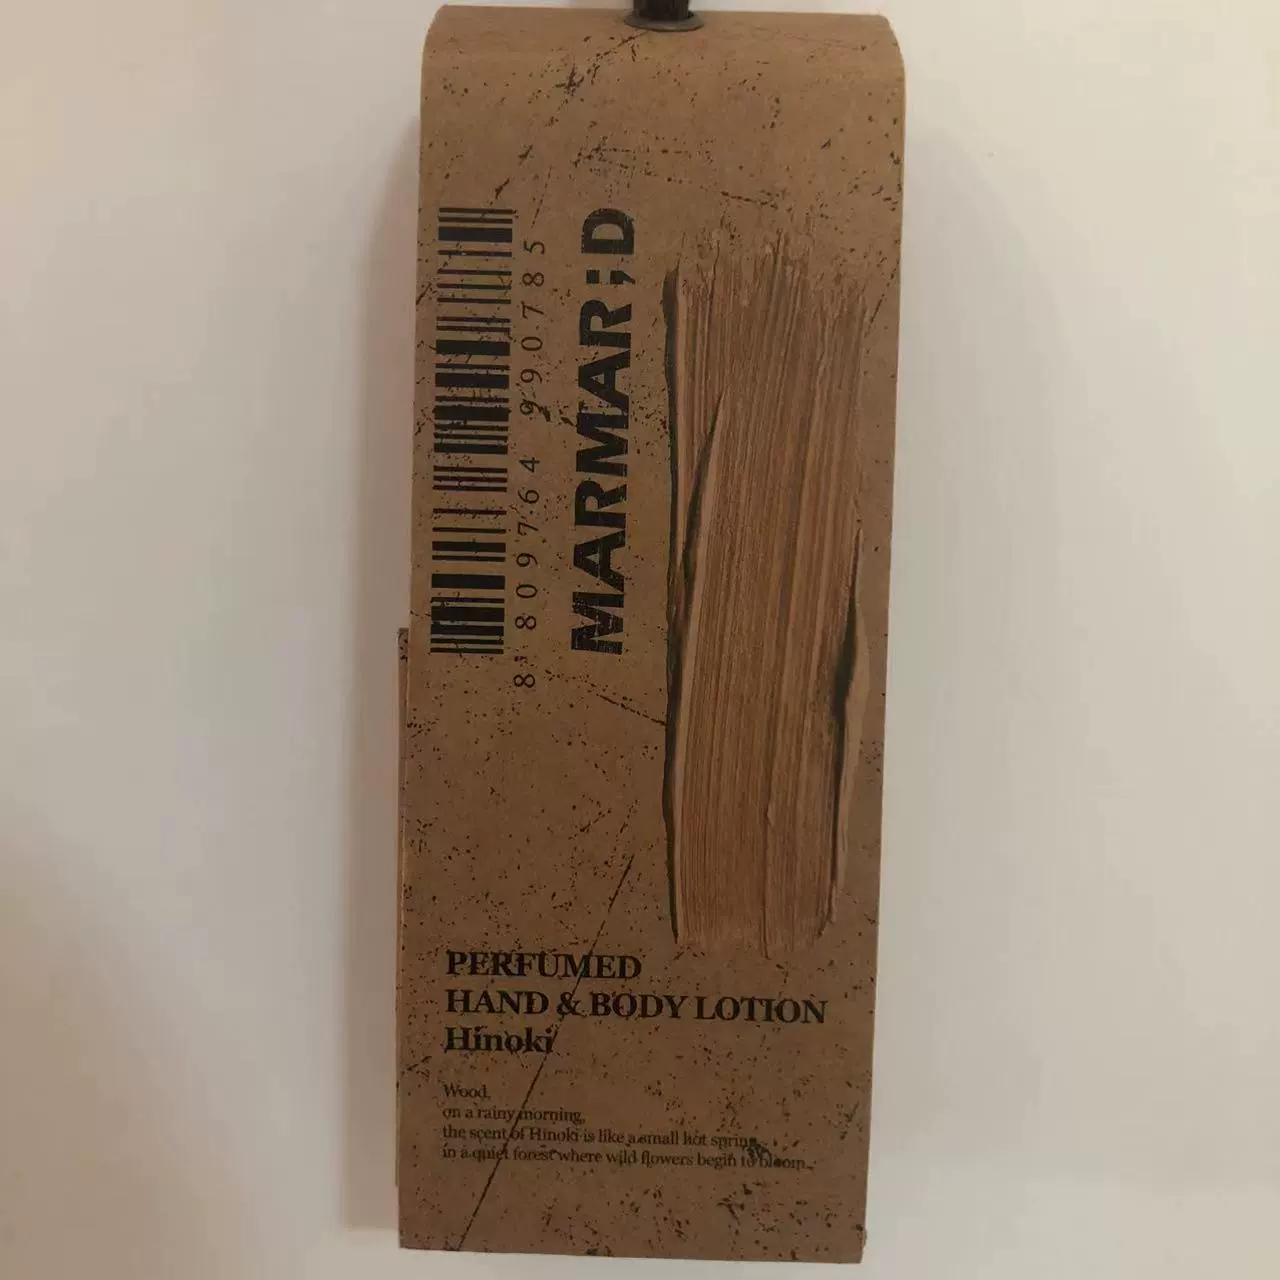 MARMAR;D
8 809764 990785
PERFUMED
HAND & BODY LOTION
Hinoki
Wood,
on a rainy morning,
the scent of Hinoki is like a small hot spring
in a quiet forest where wild flowers begin to bloom.